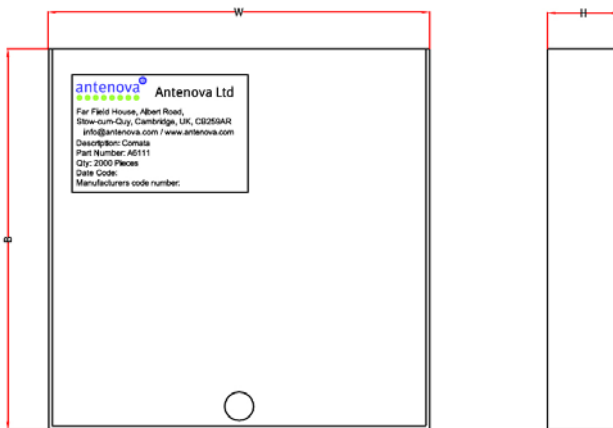 W
H
B
antenova®
Antenova Ltd
Far Field House, Albert Road,
Stow-cum-Quy, Cambridge, UK, CB259AR
info@antenova.com / www.antenova.com
Description: Comata
Part Number: A6111
Qty: 2000 Pieces
Date Code:
Manufacturers code number: